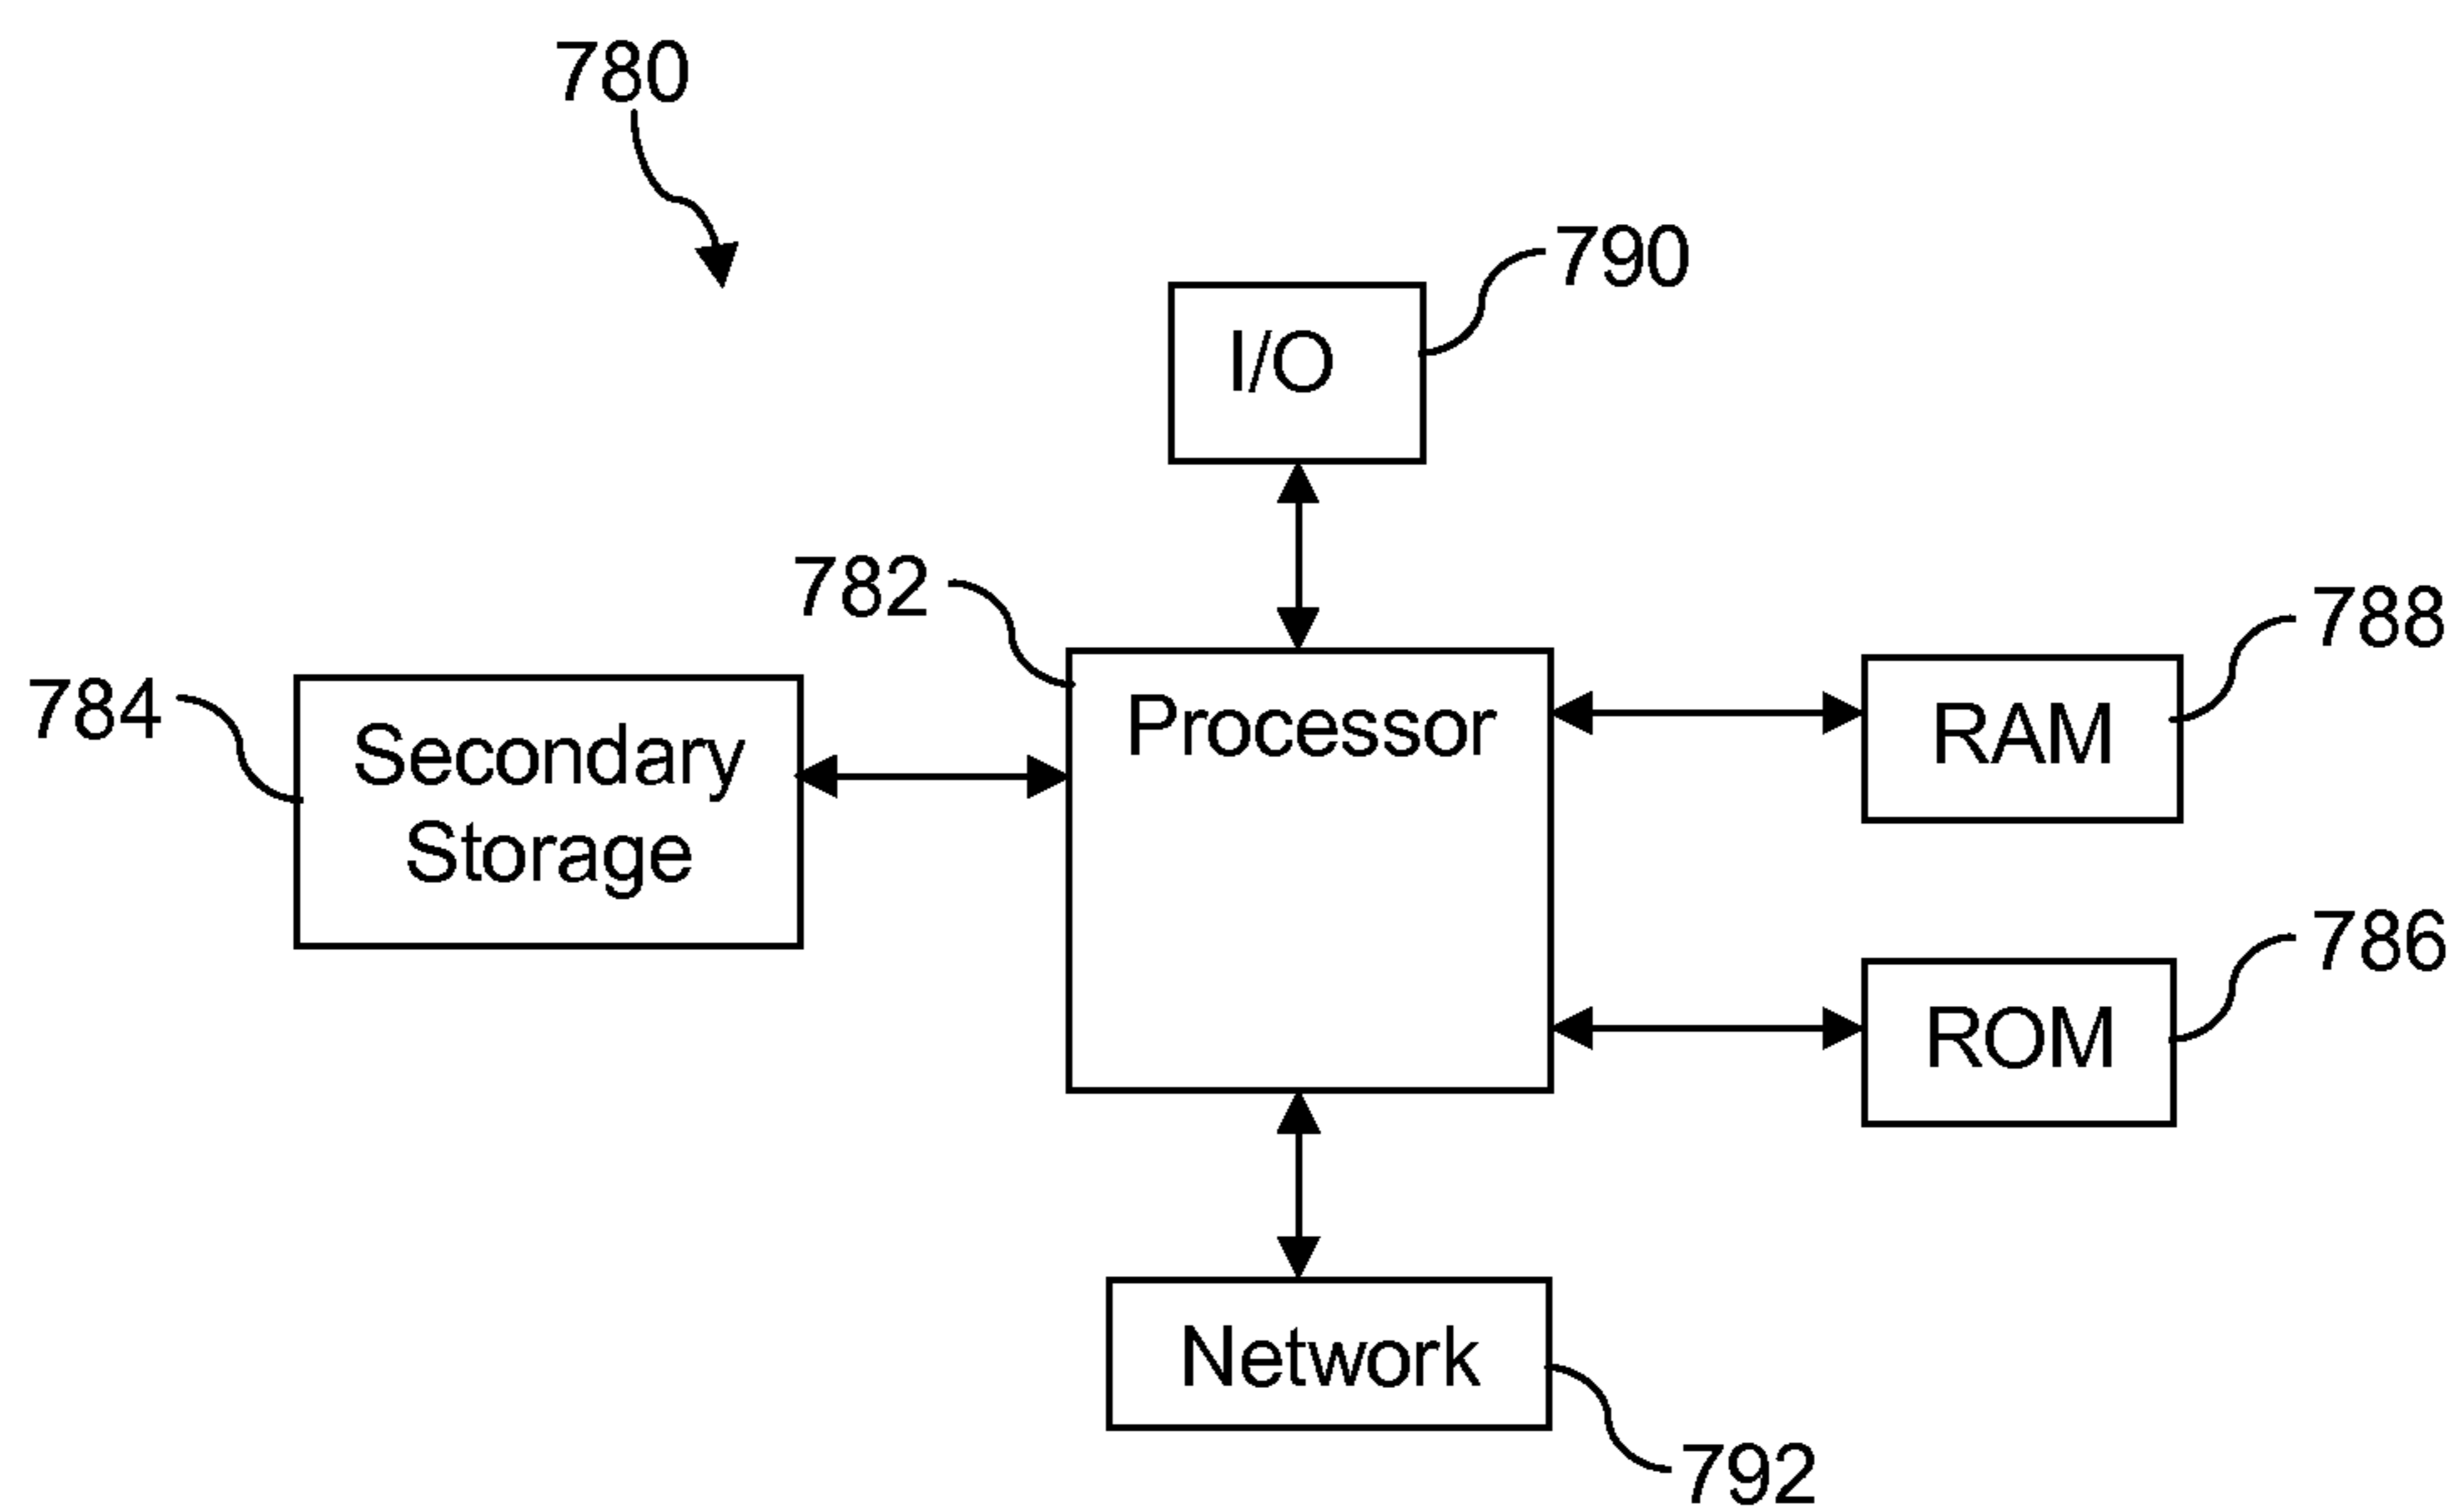 780
790
I/O
782
788
784
Processor
RAM
Secondary
Storage
786
ROM
Network
792